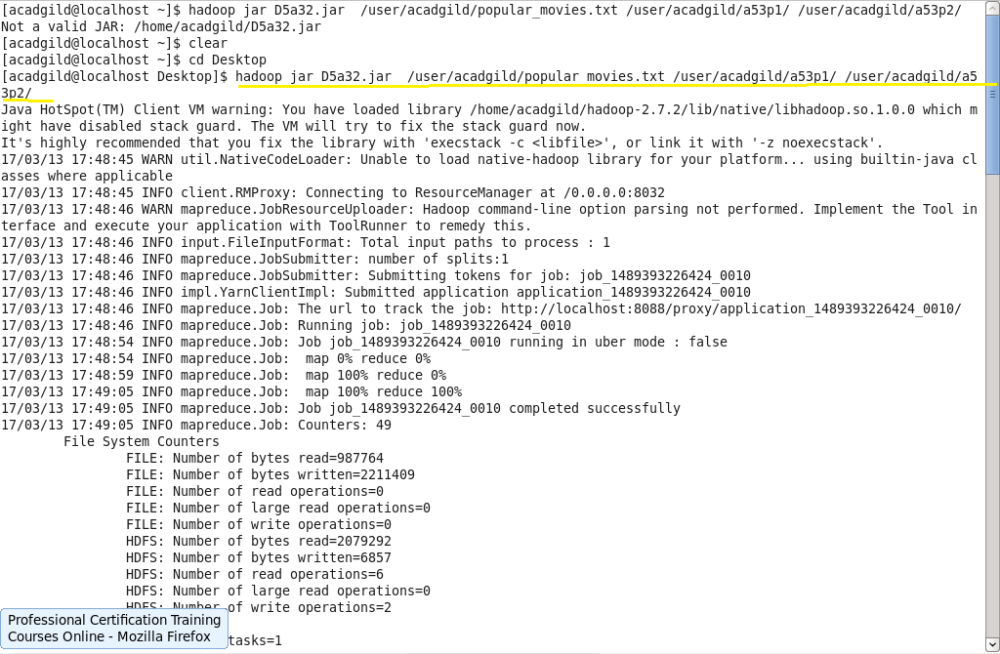 [acadgild@localhost ~]$ hadoop jar D5a32.jar  /user/acadgild/popular_movies.txt /user/acadgild/a53p1/ /user/acadgild/a53p2/
Not a valid JAR: /home/acadgild/D5a32.jar
[acadgild@localhost ~]$ clear
[acadgild@localhost ~]$ cd Desktop
[acadgild@localhost Desktop]$ hadoop jar D5a32.jar  /user/acadgild/popular_movies.txt /user/acadgild/a53p1/ /user/acadgild/a5
3p2/
Java HotSpot(TM) Client VM warning: You have loaded library /home/acadgild/hadoop-2.7.2/lib/native/libhadoop.so.1.0.0 which m
ight have disabled stack guard. The VM will try to fix the stack guard now.
It's highly recommended that you fix the library with 'execstack -c <libfile>', or link it with '-z noexecstack'.
17/03/13 17:48:45 WARN util.NativeCodeLoader: Unable to load native-hadoop library for your platform... using builtin-java cl
asses where applicable
17/03/13 17:48:45 INFO client.RMProxy: Connecting to ResourceManager at /0.0.0.0:8032
17/03/13 17:48:46 WARN mapreduce.JobResourceUploader: Hadoop command-line option parsing not performed. Implement the Tool in
terface and execute your application with ToolRunner to remedy this.
17/03/13 17:48:46 INFO input.FileInputFormat: Total input paths to process : 1
17/03/13 17:48:46 INFO mapreduce.JobSubmitter: number of splits:1
17/03/13 17:48:46 INFO mapreduce.JobSubmitter: Submitting tokens for job: job_1489393226424_0010
17/03/13 17:48:46 INFO impl.YarnClientImpl: Submitted application application_1489393226424_0010
17/03/13 17:48:46 INFO mapreduce.Job: The url to track the job: http://localhost:8088/proxy/application_1489393226424_0010/
17/03/13 17:48:46 INFO mapreduce.Job: Running job: job_1489393226424_0010
17/03/13 17:48:54 INFO mapreduce.Job: Job job_1489393226424_0010 running in uber mode : false
17/03/13 17:48:54 INFO mapreduce.Job:  map 0% reduce 0%
17/03/13 17:48:59 INFO mapreduce.Job:  map 100% reduce 0%
17/03/13 17:49:05 INFO mapreduce.Job:  map 100% reduce 100%
17/03/13 17:49:05 INFO mapreduce.Job: Job job_1489393226424_0010 completed successfully
17/03/13 17:49:05 INFO mapreduce.Job: Counters: 49
File System Counters
FILE: Number of bytes read=987764
FILE: Number of bytes written=2211409
FILE: Number of read operations=0
FILE: Number of large read operations=0
FILE: Number of write operations=0
HDFS: Number of bytes read=2079292
HDFS: Number of bytes written=6857
HDFS: Number of read operations=6
HDFS: Number of large read operations=0
HDFS: Number of write operations=2
Professional Certification Training
Courses Online - Mozilla Firefox
tasks=1